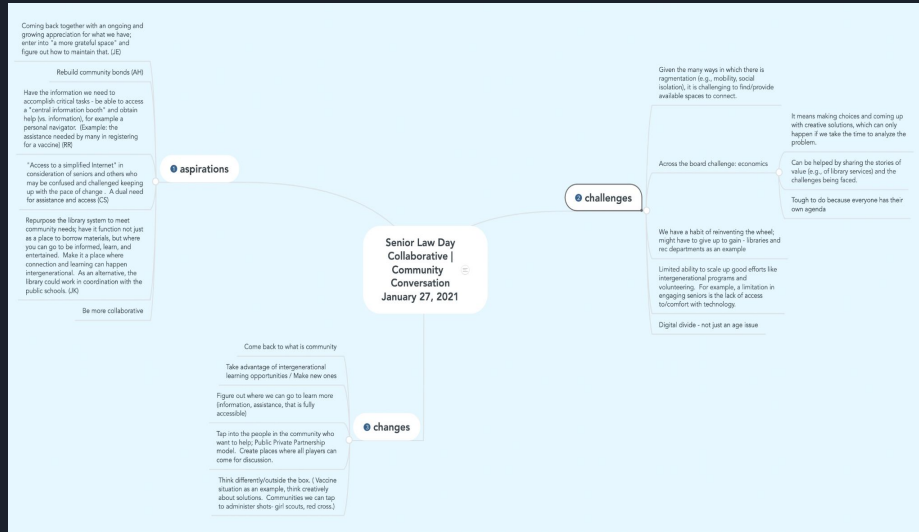 Coming back together with an ongoing and
growing appreciation for what we have;
enter into "a more grateful space" and
figure out how to maintain that. (JE)
Rebuild community bonds (AH)
Have the information we need to
accomplish critical tasks - be able to access
a "central information booth" and obtain
help (vs. information), for example a
personal navigator. (Example: the
assistance needed by many in registering
for a vaccine) (RR)
"Access to a simplified Internet" in
consideration of seniors and others who
may be confused and challenged keeping
up with the pace of change . A dual need
for assistance and access (CS)
Repurpose the library system to meet
community needs; have it function not just
as a place to borrow materials, but where
you can go to be informed, learn, and
entertained. Make it a place where
connection and learning can happen
intergenerational. As an alternative, the
library could work in coordination with the
public schools. (JK)
Be more collaborative
1 aspirations
Senior Law Day
Collaborative |
Community
Conversation
January 27, 2021
2 challenges
Given the many ways in which there is
ragmentation (e.g., mobility, social
isolation), it is challenging to find/provide
available spaces to connect.
Across the board challenge: economics
It means making choices and coming up
with creative solutions, which can only
happen if we take the time to analyze the
problem.
Can be helped by sharing the stories of
value (e.g., of library services) and the
challenges being faced.
Tough to do because everyone has their
own agenda
We have a habit of reinventing the wheel;
might have to give up to gain - libraries and
rec departments as an example
Limited ability to scale up good efforts like
intergenerational programs and
volunteering. For example, a limitation in
engaging seniors is the lack of access
to/comfort with technology.
Digital divide - not just an age issue
3 changes
Come back to what is community
Take advantage of intergenerational
learning opportunities / Make new ones
Figure out where we can go to learn more
(information, assistance, that is fully
accessible)
Tap into the people in the community who
want to help; Public Private Partnership
model. Create places where all players can
come for discussion.
Think differently/outside the box. ( Vaccine
situation as an example, think creatively
about solutions. Communities we can tap
to administer shots- girl scouts, red cross.)